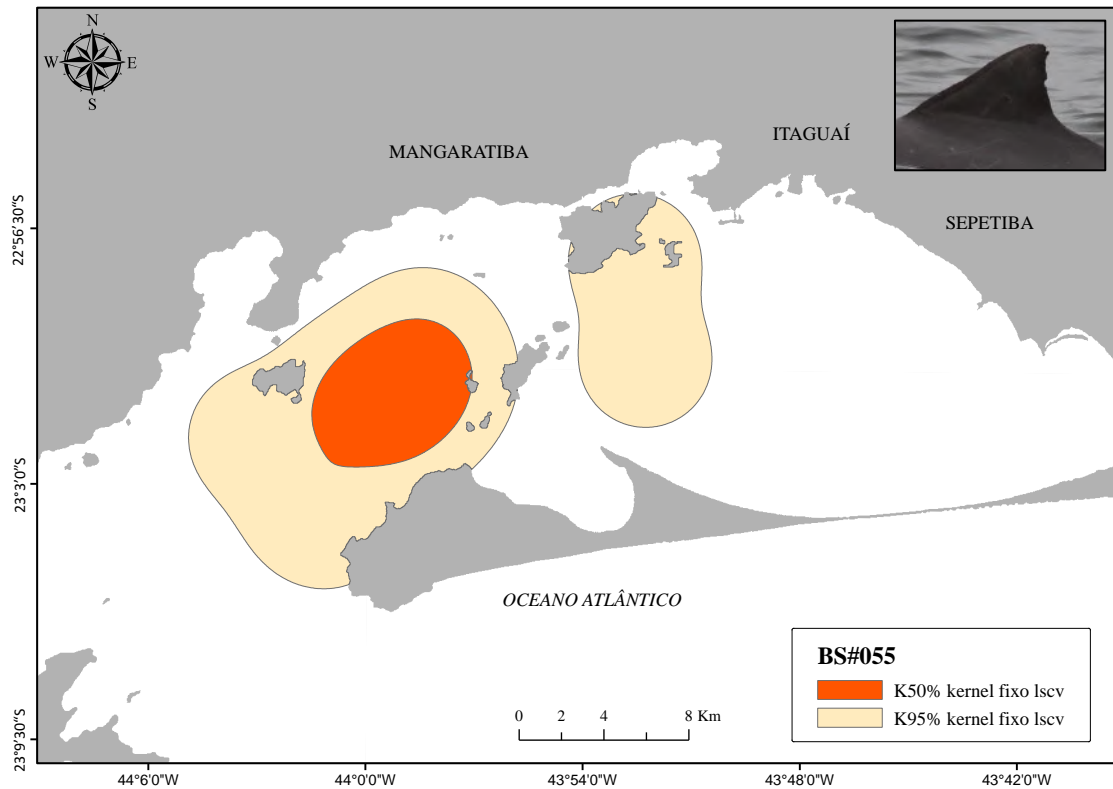 N
W E
S
ITAGUAÍ
MANGARATIBA
SEPETIBA
22°56'30"S
23°3'0"S
23°9'30"S
OCEANO ATLÂNTICO
BS#055
K50% kernel fixo lscv
K95% kernel fixo lscv
0 2 4 8 Km
44°6'0"W 44°0'0"W 43°54'0"W 43°48'0"W 43°42'0"W